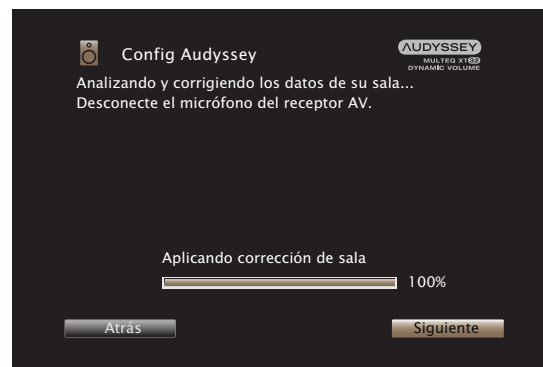 Config Audyssey
AUDYSSEY
MULTEQ XT32
DYNAMIC VOLUME
Analizando y corrigiendo los datos de su sala...
Desconecte el micrófono del receptor AV.
Aplicando corrección de sala
100%
Atrás
Siguiente